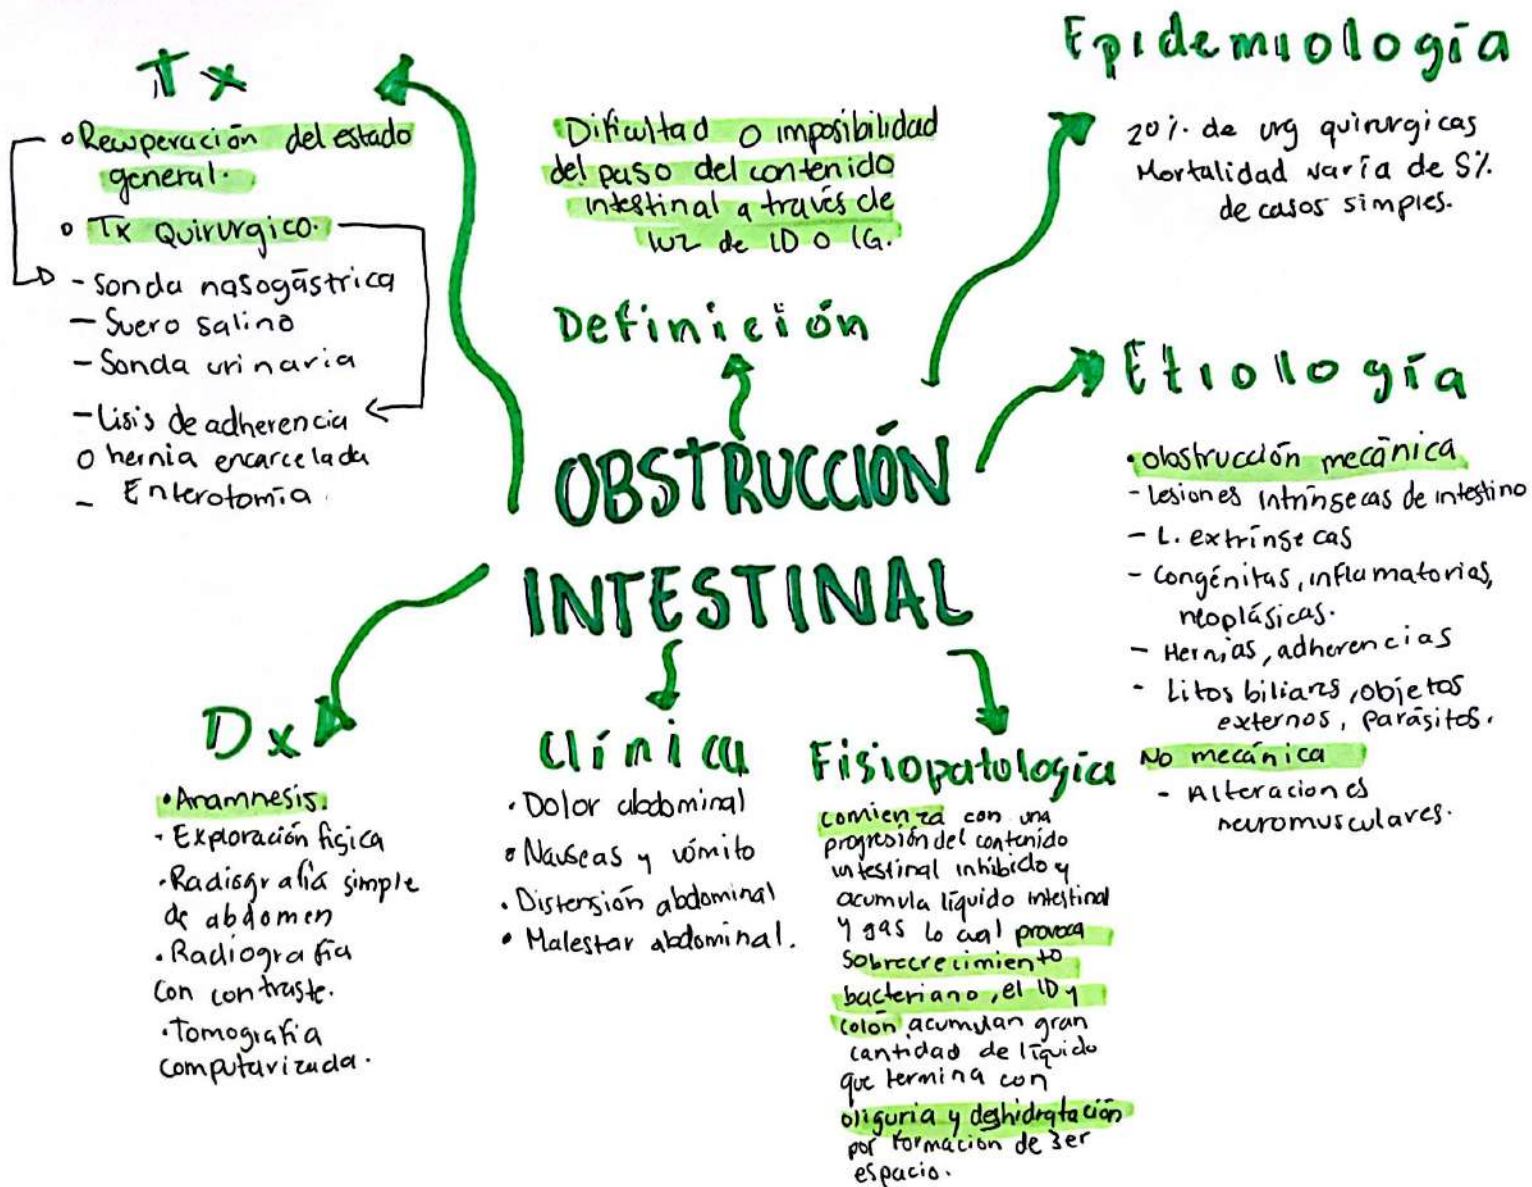 Tx
• Recuperación del estado
general.
• Tx Quirurgico.
- Sonda nasogástrica
- Suero salino
- Sonda urinaria
- Lisis de adherencia
O hernia encarcelada
- Enterotomía.
Dificultad o imposibilidad
del paso del contenido
intestinal a través de
luz de ID o IG.
Definición
Epidemiología
20% de urg quirurgicas
Mortalidad varía de 5%
de casos simples.
Etiología
• obstrucción mecánica
- Lesiones intrínsecas de intestino
- L. extrínsecas
- Congénitas, inflamatorias,
neoplásicas.
- Hernias, adherencias
- Litos biliares, objetos
externos, parásitos.
No mecánica
- Alteraciones
neuromusculares.
OBSTRUCCIÓN
INTESTINAL
Dx
• Anamnesis.
• Exploración física
• Radiografía simple
de abdomen
• Radiografía
con contraste.
• Tomografía
computarizada.
Clínica
• Dolor abdominal
• Nauseas y vómito
• Distensión abdominal
• Malestar abdominal.
Fisiopatología
comienza con una
progresión del contenido
intestinal inhibido y
acumula líquido intestinal
y gas lo cual provoca
sobrecrecimiento
bacteriano, el ID y
colón acumulan gran
cantidad de líquido
que termina con
oliguria y deshidratación
por formación de 3er
espacio.